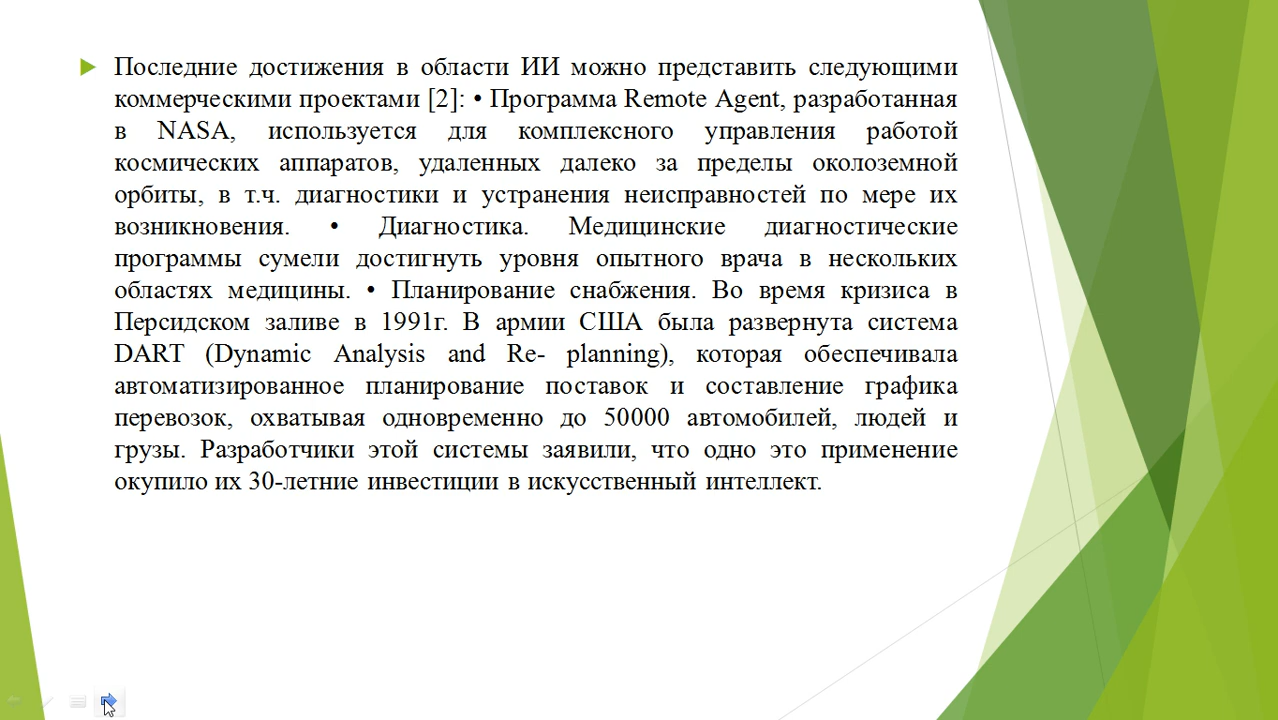 Последние достижения в области ИИ можно представить следующими
коммерческими проектами [2]: • Программа Remote Agent, разработанная
в NASA, используется для комплексного управления работой
космических аппаратов, удаленных далеко за пределы околоземной
орбиты, в т.ч. диагностики и устранения неисправностей по мере их
возникновения. • Диагностика. Медицинские диагностические
программы сумели достигнуть уровня опытного врача в нескольких
областях медицины. • Планирование снабжения. Во время кризиса в
Персидском заливе в 1991г. В армии США была развернута система
DART (Dynamic Analysis and Re- planning), которая обеспечивала
автоматизированное планирование поставок и составление графика
перевозок, охватывая одновременно до 50000 автомобилей, людей и
грузы. Разработчики этой системы заявили, что одно это применение
окупило их 30-летние инвестиции в искусственный интеллект.